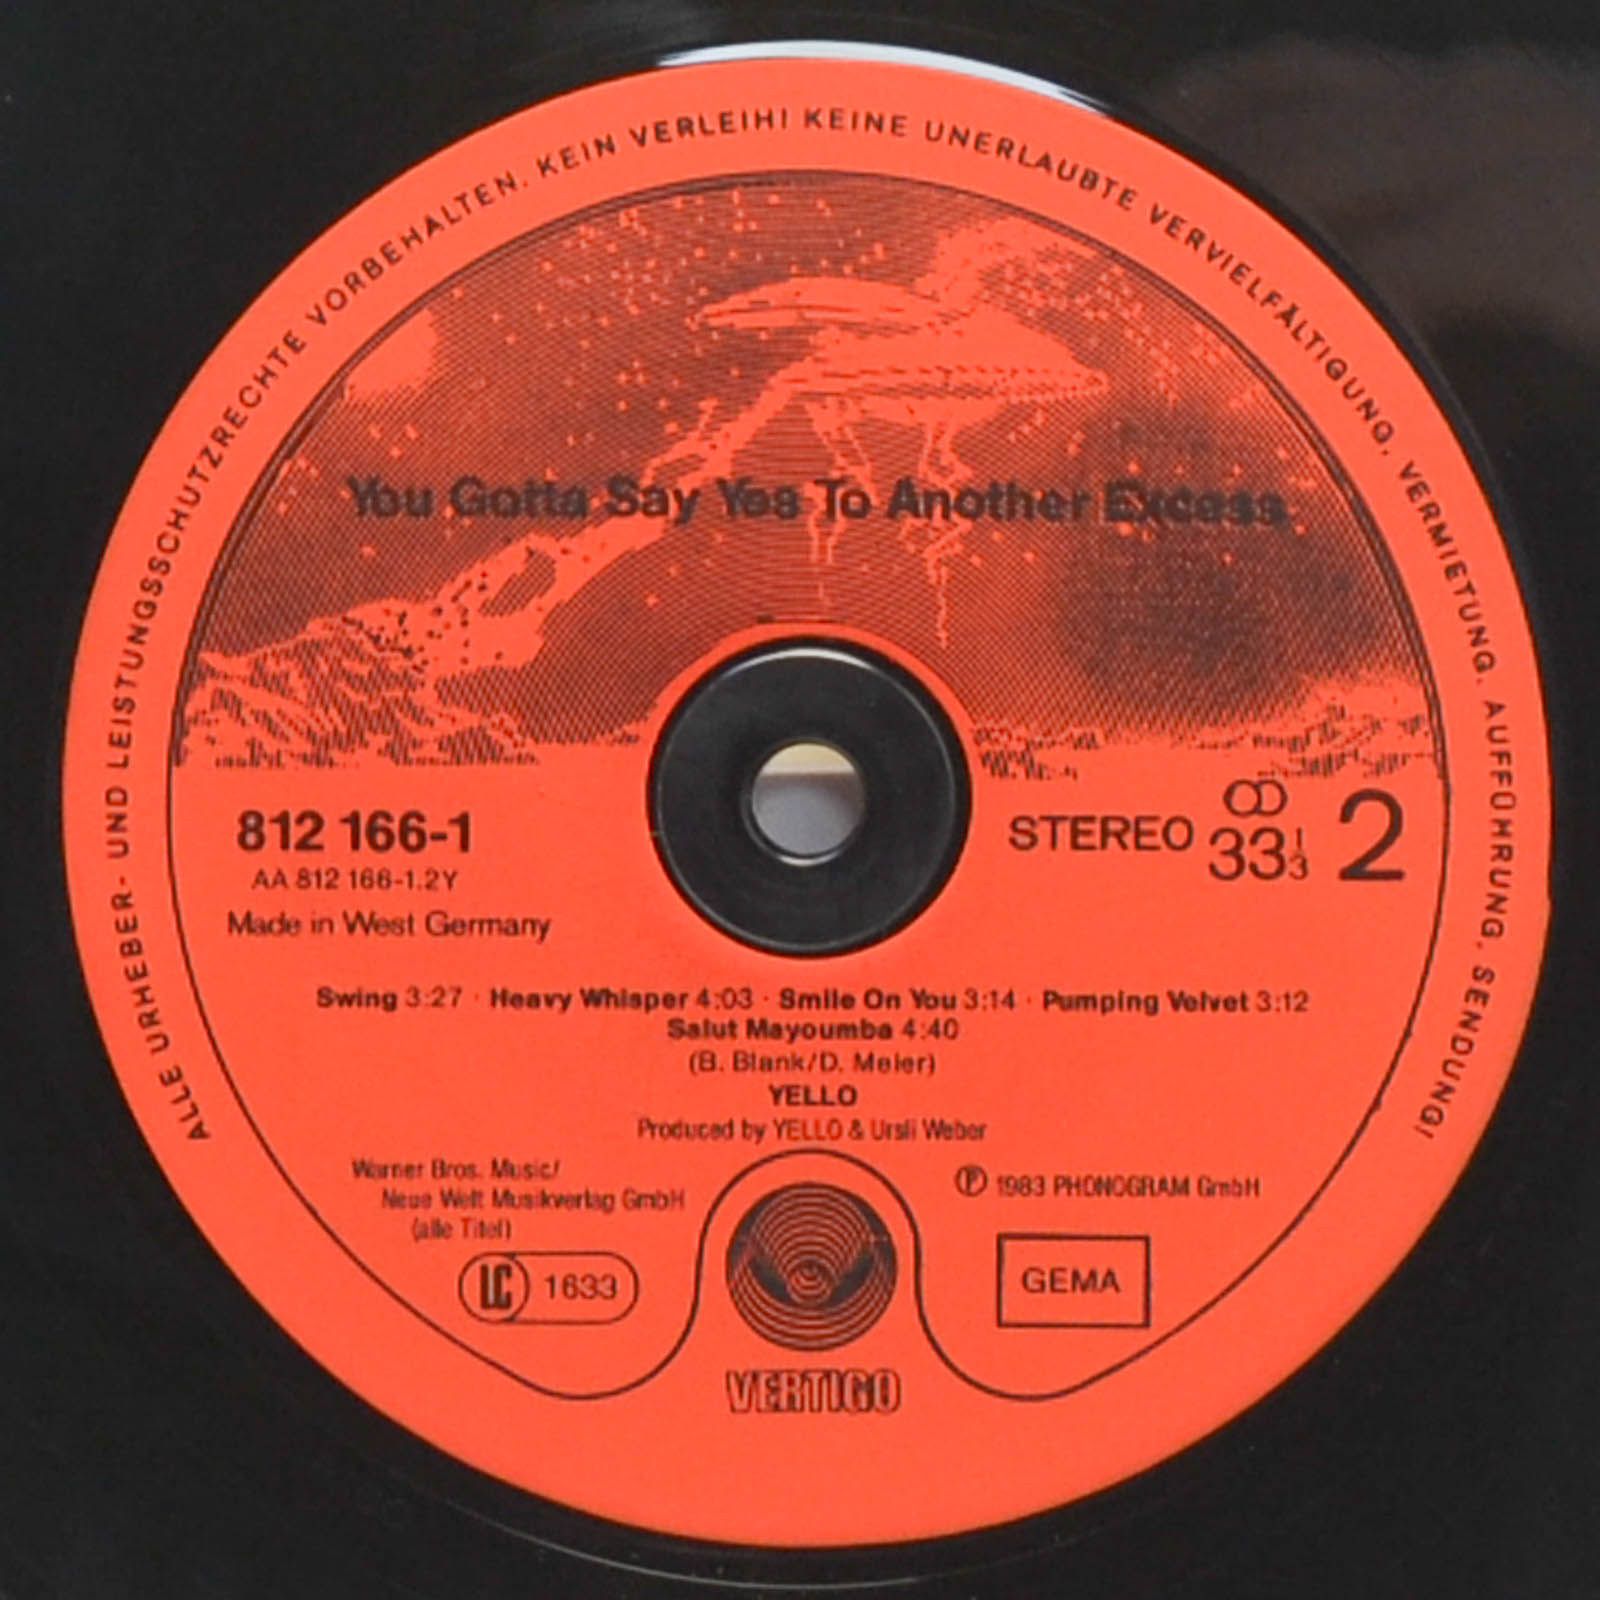 ALLE URHEBER- UND LEISTUNGSSCHUTZRECHTE VORBEHALTEN. KEIN VERLEIH! KEINE UNERLAUBTE VERVIELFÄLTIGUNG, VERMIETUNG, AUFFÜHRUNG, SENDUNG!
You Gotta Say Yes To Another Excess
812 166-1
AA 812 166-1.2Y
Made in West Germany
STEREO 33 1/3 2
Swing 3:27 · Heavy Whisper 4:03 · Smile On You 3:14 · Pumping Velvet 3:12
Salut Mayoumba 4:40
(B. Blank/D. Meier)
YELLO
Produced by YELLO & Ursli Weber
Warner Bros. Music/
Neue Welt Musikverlag GmbH
(alle Titel)
℗ 1983 PHONOGRAM GmbH
LC 1633
GEMA
VERTIGO